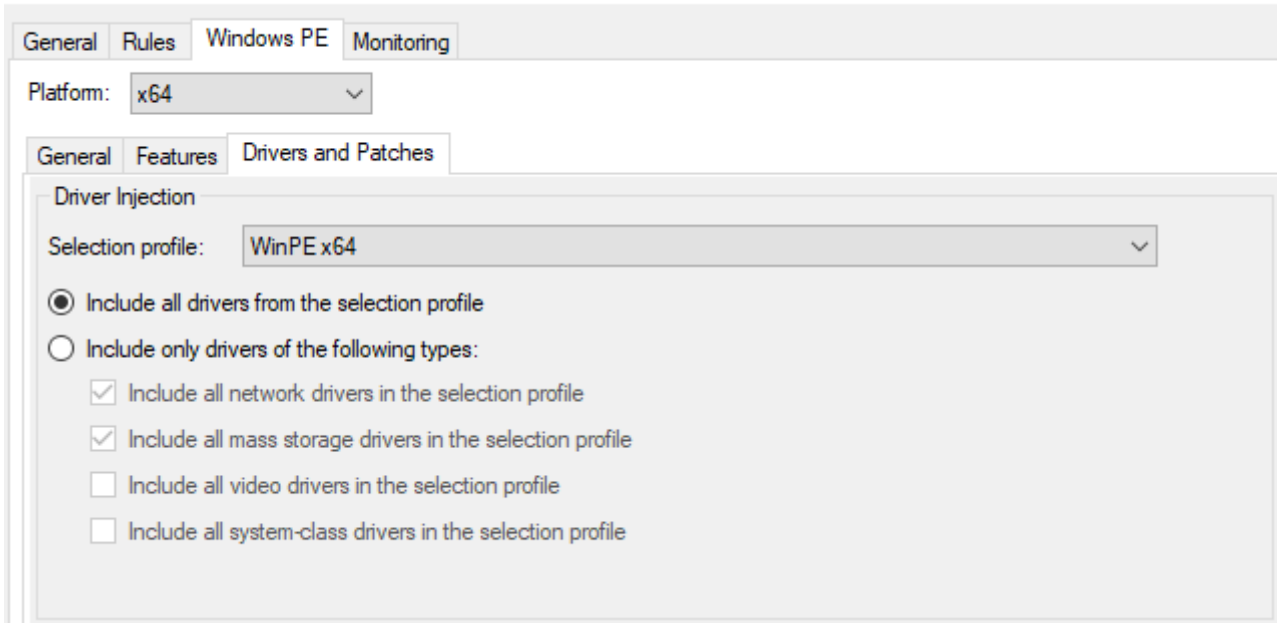 General Rules Windows PE Monitoring
Platform: x64
General Features Drivers and Patches
Driver Injection
Selection profile: WinPE x64
Include all drivers from the selection profile
Include only drivers of the following types:
Include all network drivers in the selection profile
Include all mass storage drivers in the selection profile
Include all video drivers in the selection profile
Include all system-class drivers in the selection profile